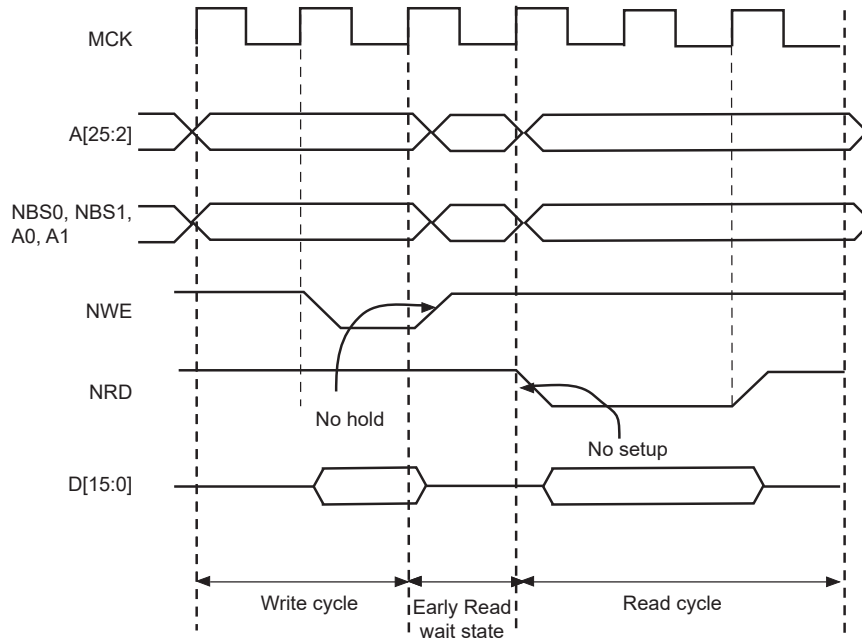 MCK
A[25:2]
NBS0, NBS1,
A0, A1
NWE
NRD
No hold
No setup
D[15:0]
Write cycle
Early Read
wait state
Read cycle